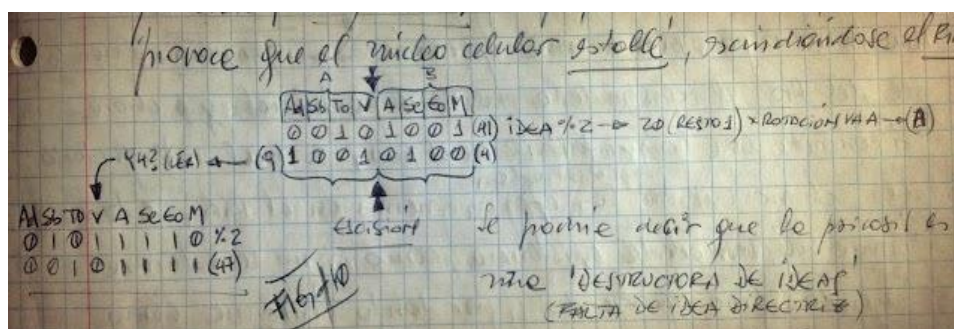 provoca que el núcleo celular estalle, escindiéndose el
A B
Ad Sb To V A Se Eo M
0 0 1 0 1 0 0 1 (41) iDEA %2 → 20 (RESTO 1) × ROTACIÓN VA A → (A)
(9) 1 0 0 1 0 1 0 0 (4)
Ad Sb To V A Se Eo M
ESCISIÓN
0 1 0 1 1 1 1 0 %2
0 0 1 0 1 1 1 1 (47)
Se podría decir que la psicosis es
una 'DESTRUCTORA DE iDEAS'
(FALTA DE iDEA DIRECTRIZ)